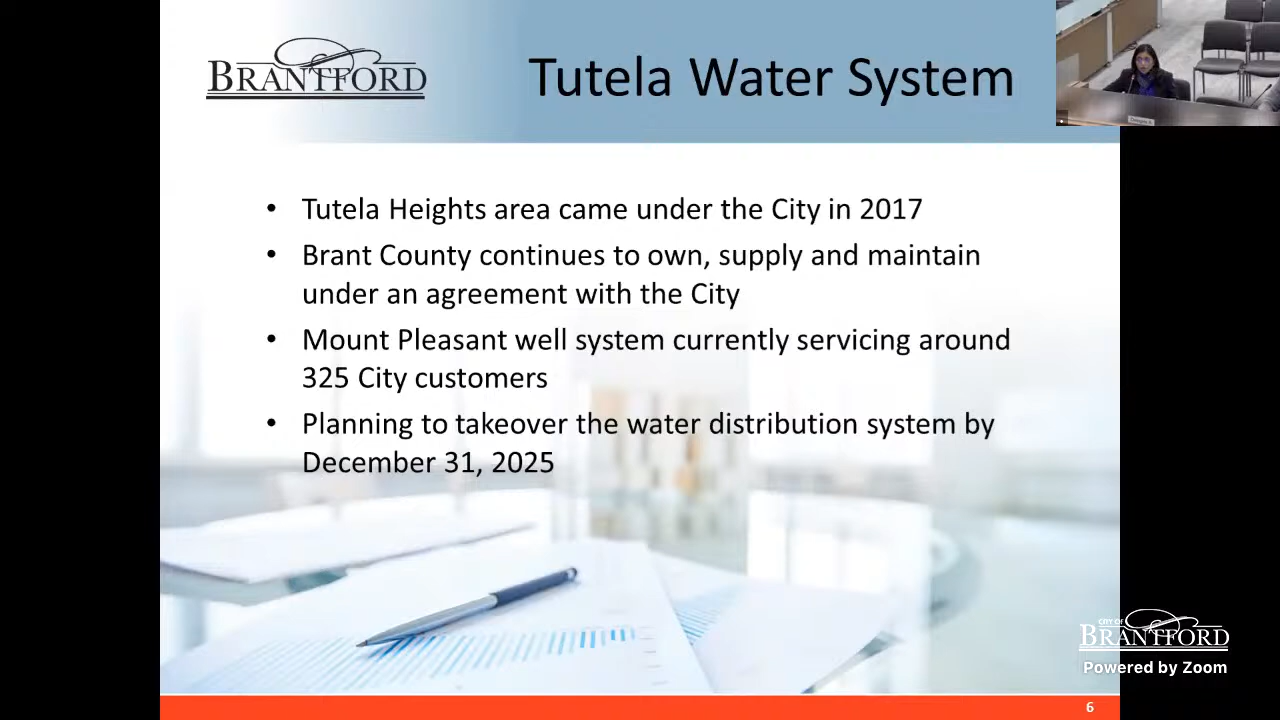 BRANTFORD
Tutela Water System
• Tutela Heights area came under the City in 2017
• Brant County continues to own, supply and maintain
under an agreement with the City
• Mount Pleasant well system currently servicing around
325 City customers
• Planning to takeover the water distribution system by
December 31, 2025
CITY OF
BRANTFORD
Powered by Zoom
6